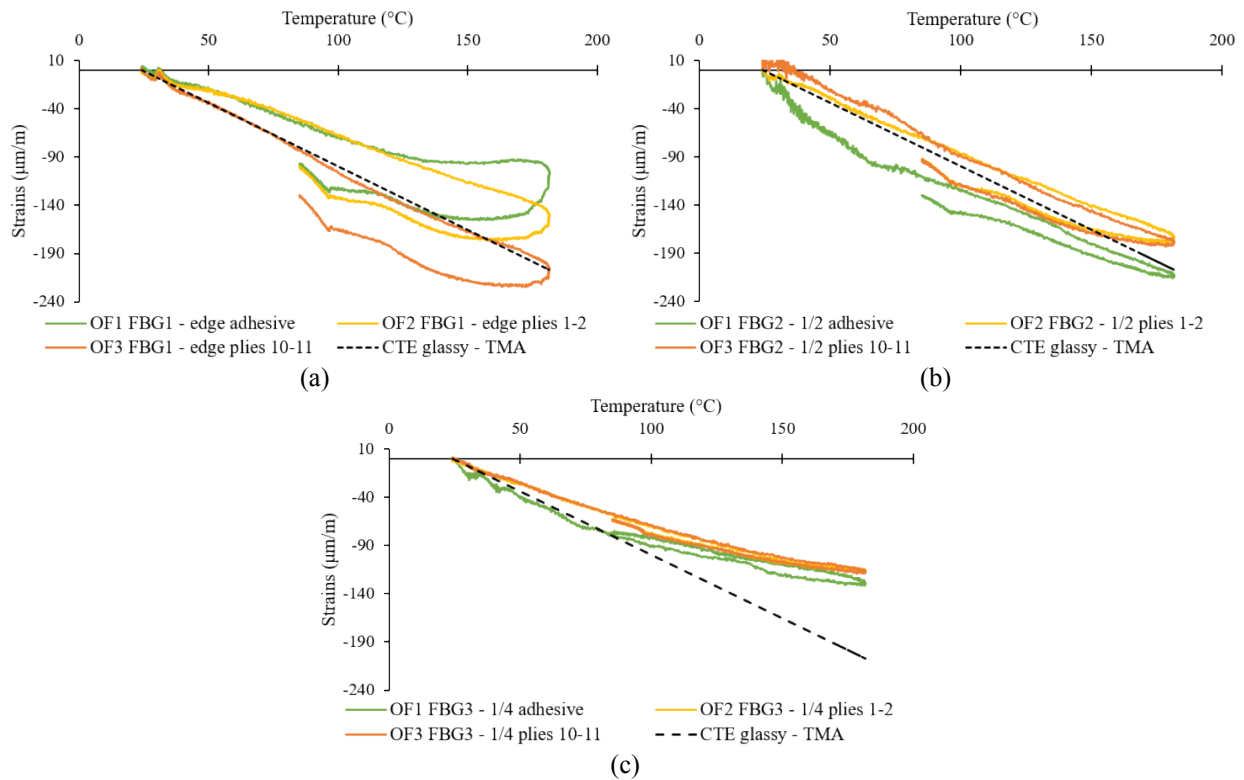 Temperature (°C)
0 50 100 150 200
10
-40
-90
-140
-190
-240
Strains (µm/m)
OF1 FBG1 - edge adhesive OF2 FBG1 - edge plies 1-2
OF3 FBG1 - edge plies 10-11 CTE glassy - TMA
(a)
Temperature (°C)
0 50 100 150 200
10
-40
-90
-140
-190
-240
Strains (µm/m)
OF1 FBG2 - 1/2 adhesive OF2 FBG2 - 1/2 plies 1-2
OF3 FBG2 - 1/2 plies 10-11 CTE glassy - TMA
(b)
Temperature (°C)
0 50 100 150 200
10
-40
-90
-140
-190
-240
Strains (µm/m)
OF1 FBG3 - 1/4 adhesive OF2 FBG3 - 1/4 plies 1-2
OF3 FBG3 - 1/4 plies 10-11 CTE glassy - TMA
(c)